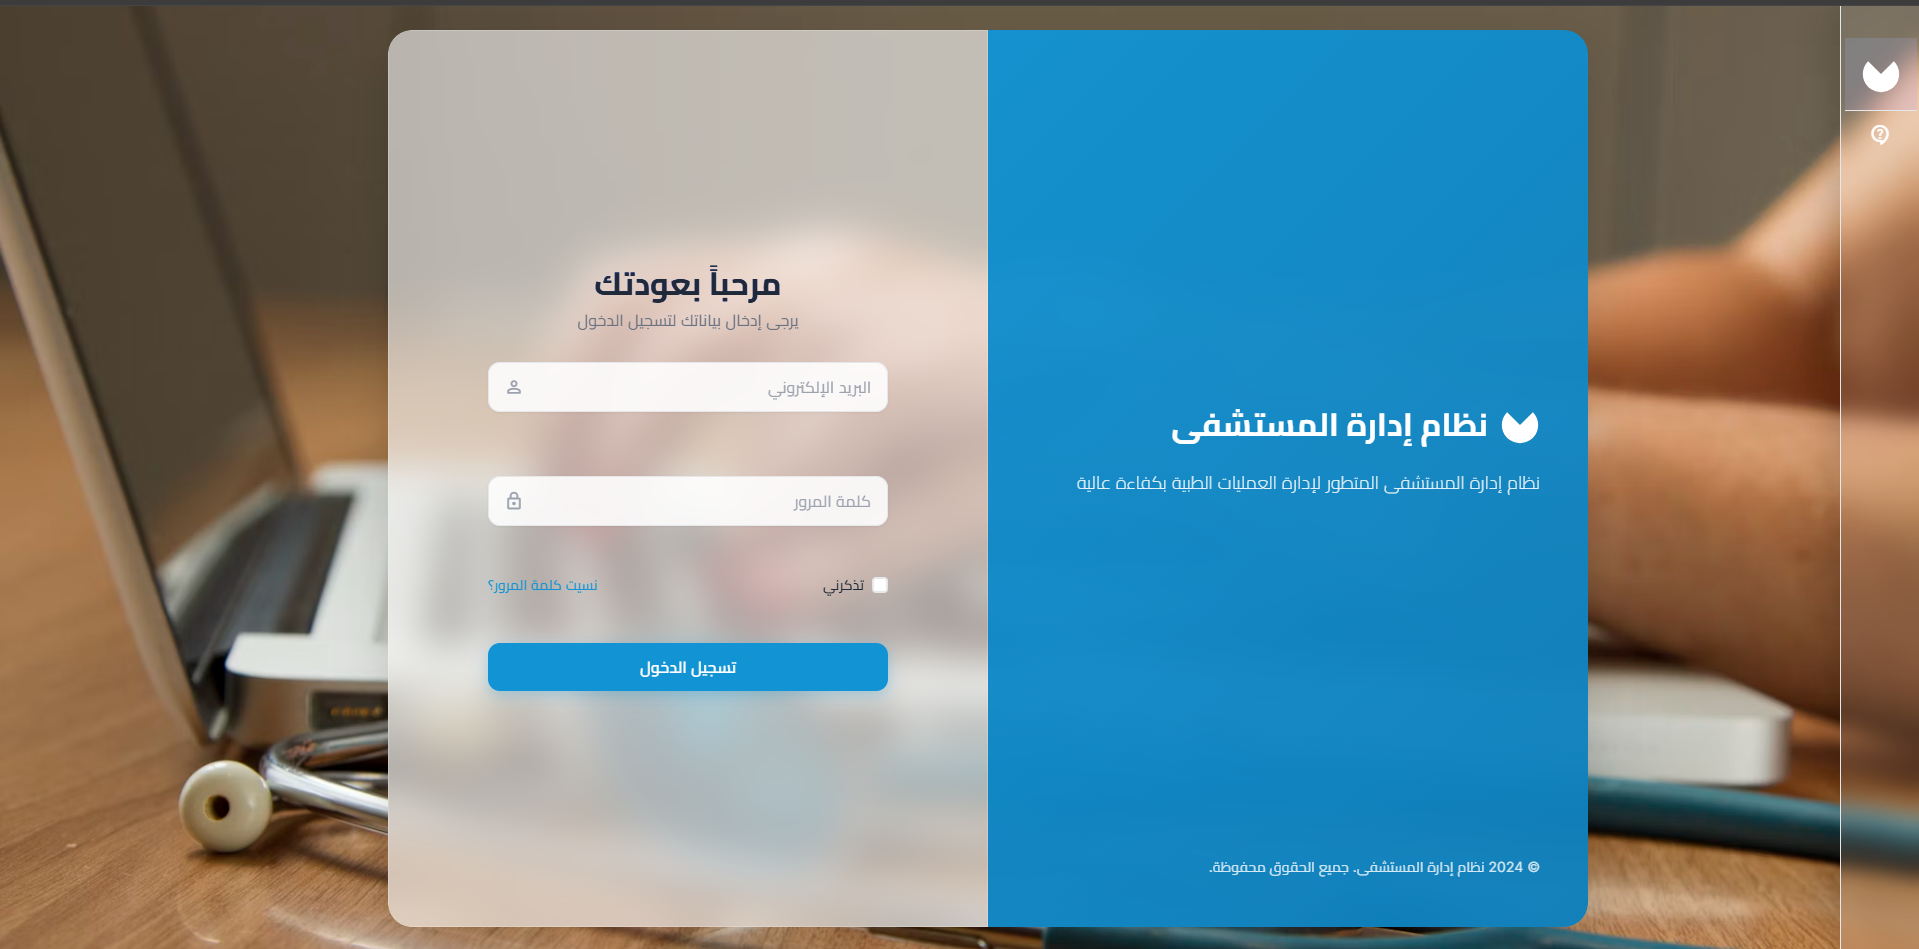 نظام إدارة المستشفى
نظام إدارة المستشفى المتطور لإدارة العمليات الطبية بكفاءة عالية
© 2024 نظام إدارة المستشفى. جميع الحقوق محفوظة.
مرحباً بعودتك
يرجى إدخال بياناتك لتسجيل الدخول
البريد الإلكتروني
كلمة المرور
تذكرني
نسيت كلمة المرور؟
تسجيل الدخول